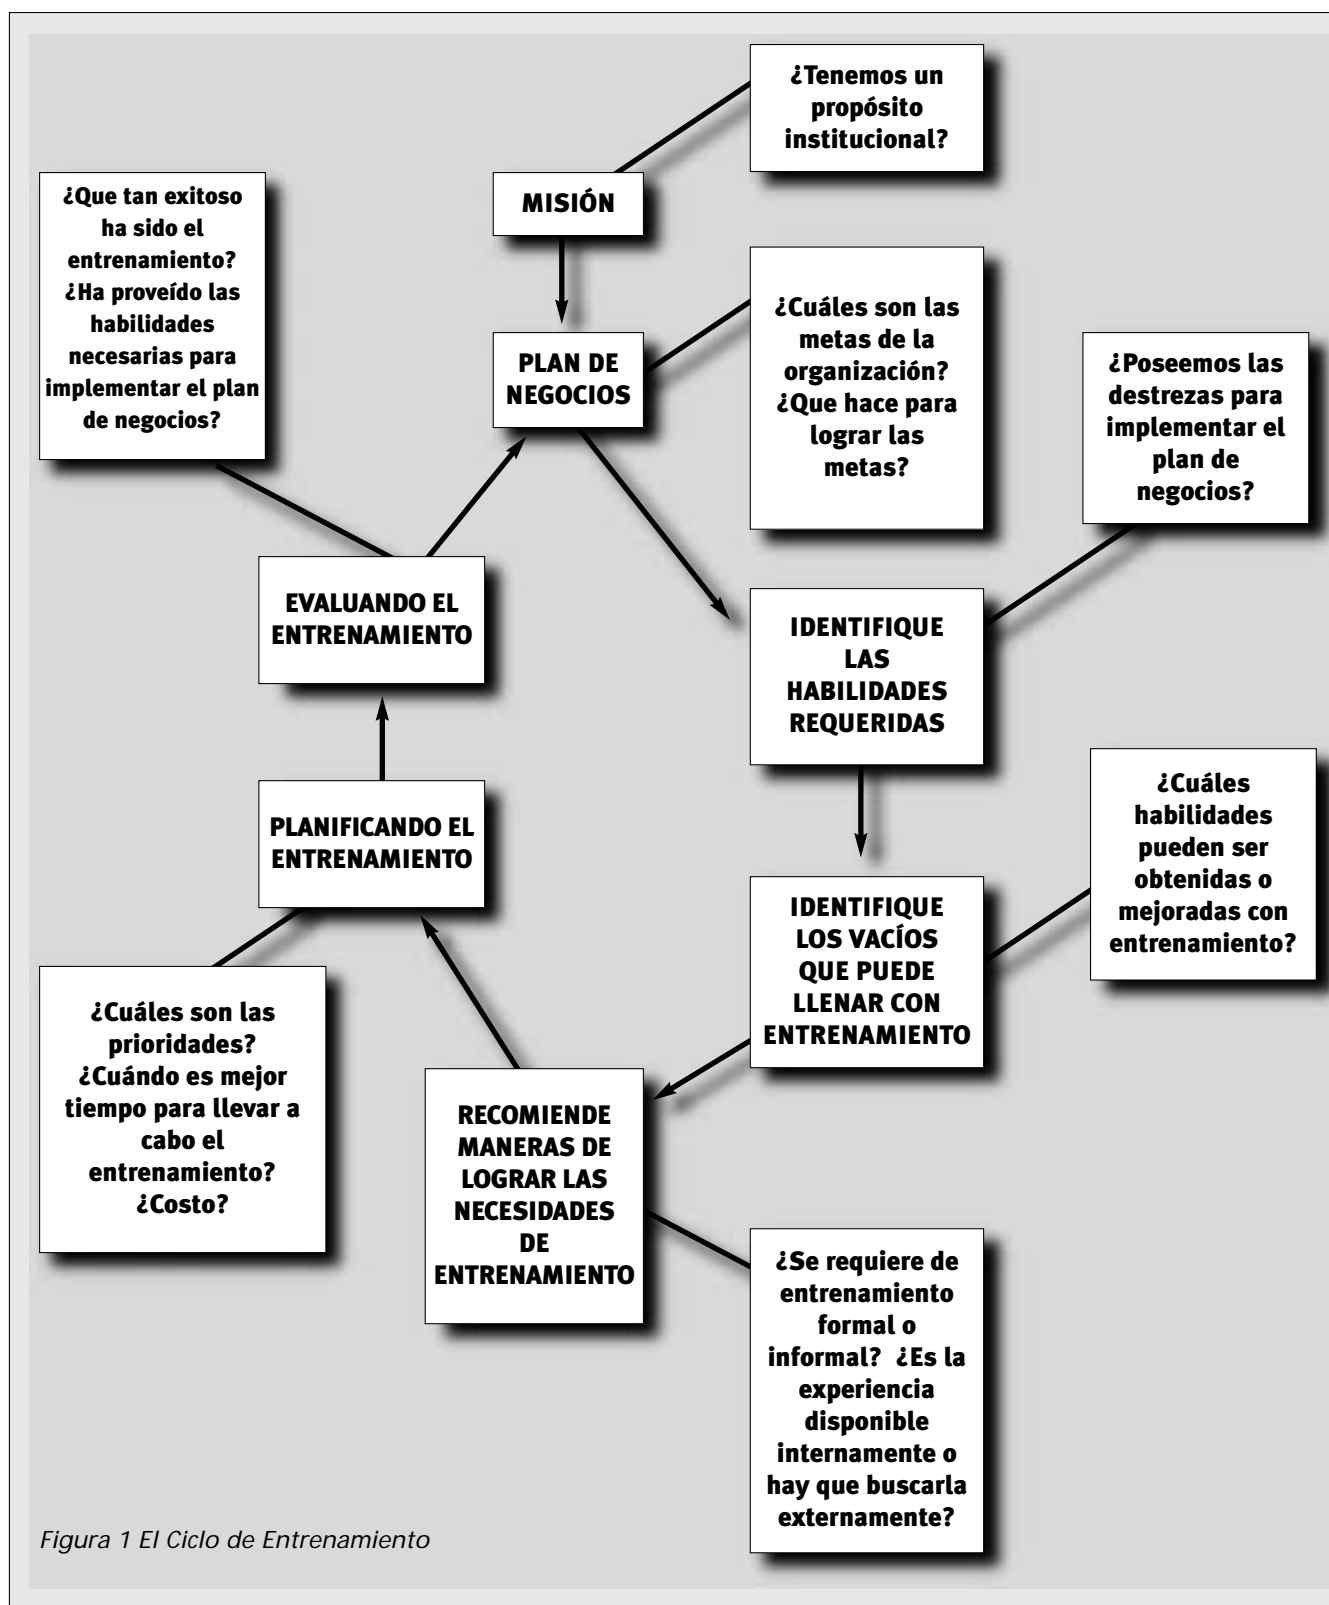 ¿Tenemos un
propósito
institucional?
MISIÓN
¿Que tan exitoso
ha sido el
entrenamiento?
¿Ha proveído las
habilidades
necesarias para
implementar el plan
de negocios?
PLAN DE
NEGOCIOS
¿Cuáles son las
metas de la
organización?
¿Que hace para
lograr las
metas?
¿Poseemos las
destrezas para
implementar el
plan de
negocios?
EVALUANDO EL
ENTRENAMIENTO
IDENTIFIQUE
LAS
HABILIDADES
REQUERIDAS
PLANIFICANDO EL
ENTRENAMIENTO
¿Cuáles
habilidades
pueden ser
obtenidas o
mejoradas con
entrenamiento?
IDENTIFIQUE
LOS VACÍOS
QUE PUEDE
LLENAR CON
ENTRENAMIENTO
¿Cuáles son las
prioridades?
¿Cuándo es mejor
tiempo para llevar a
cabo el
entrenamiento?
¿Costo?
RECOMIENDE
MANERAS DE
LOGRAR LAS
NECESIDADES
DE
ENTRENAMIENTO
¿Se requiere de
entrenamiento
formal o
informal?  ¿Es la
experiencia
disponible
internamente o
hay que buscarla
externamente?
Figura 1 El Ciclo de Entrenamiento